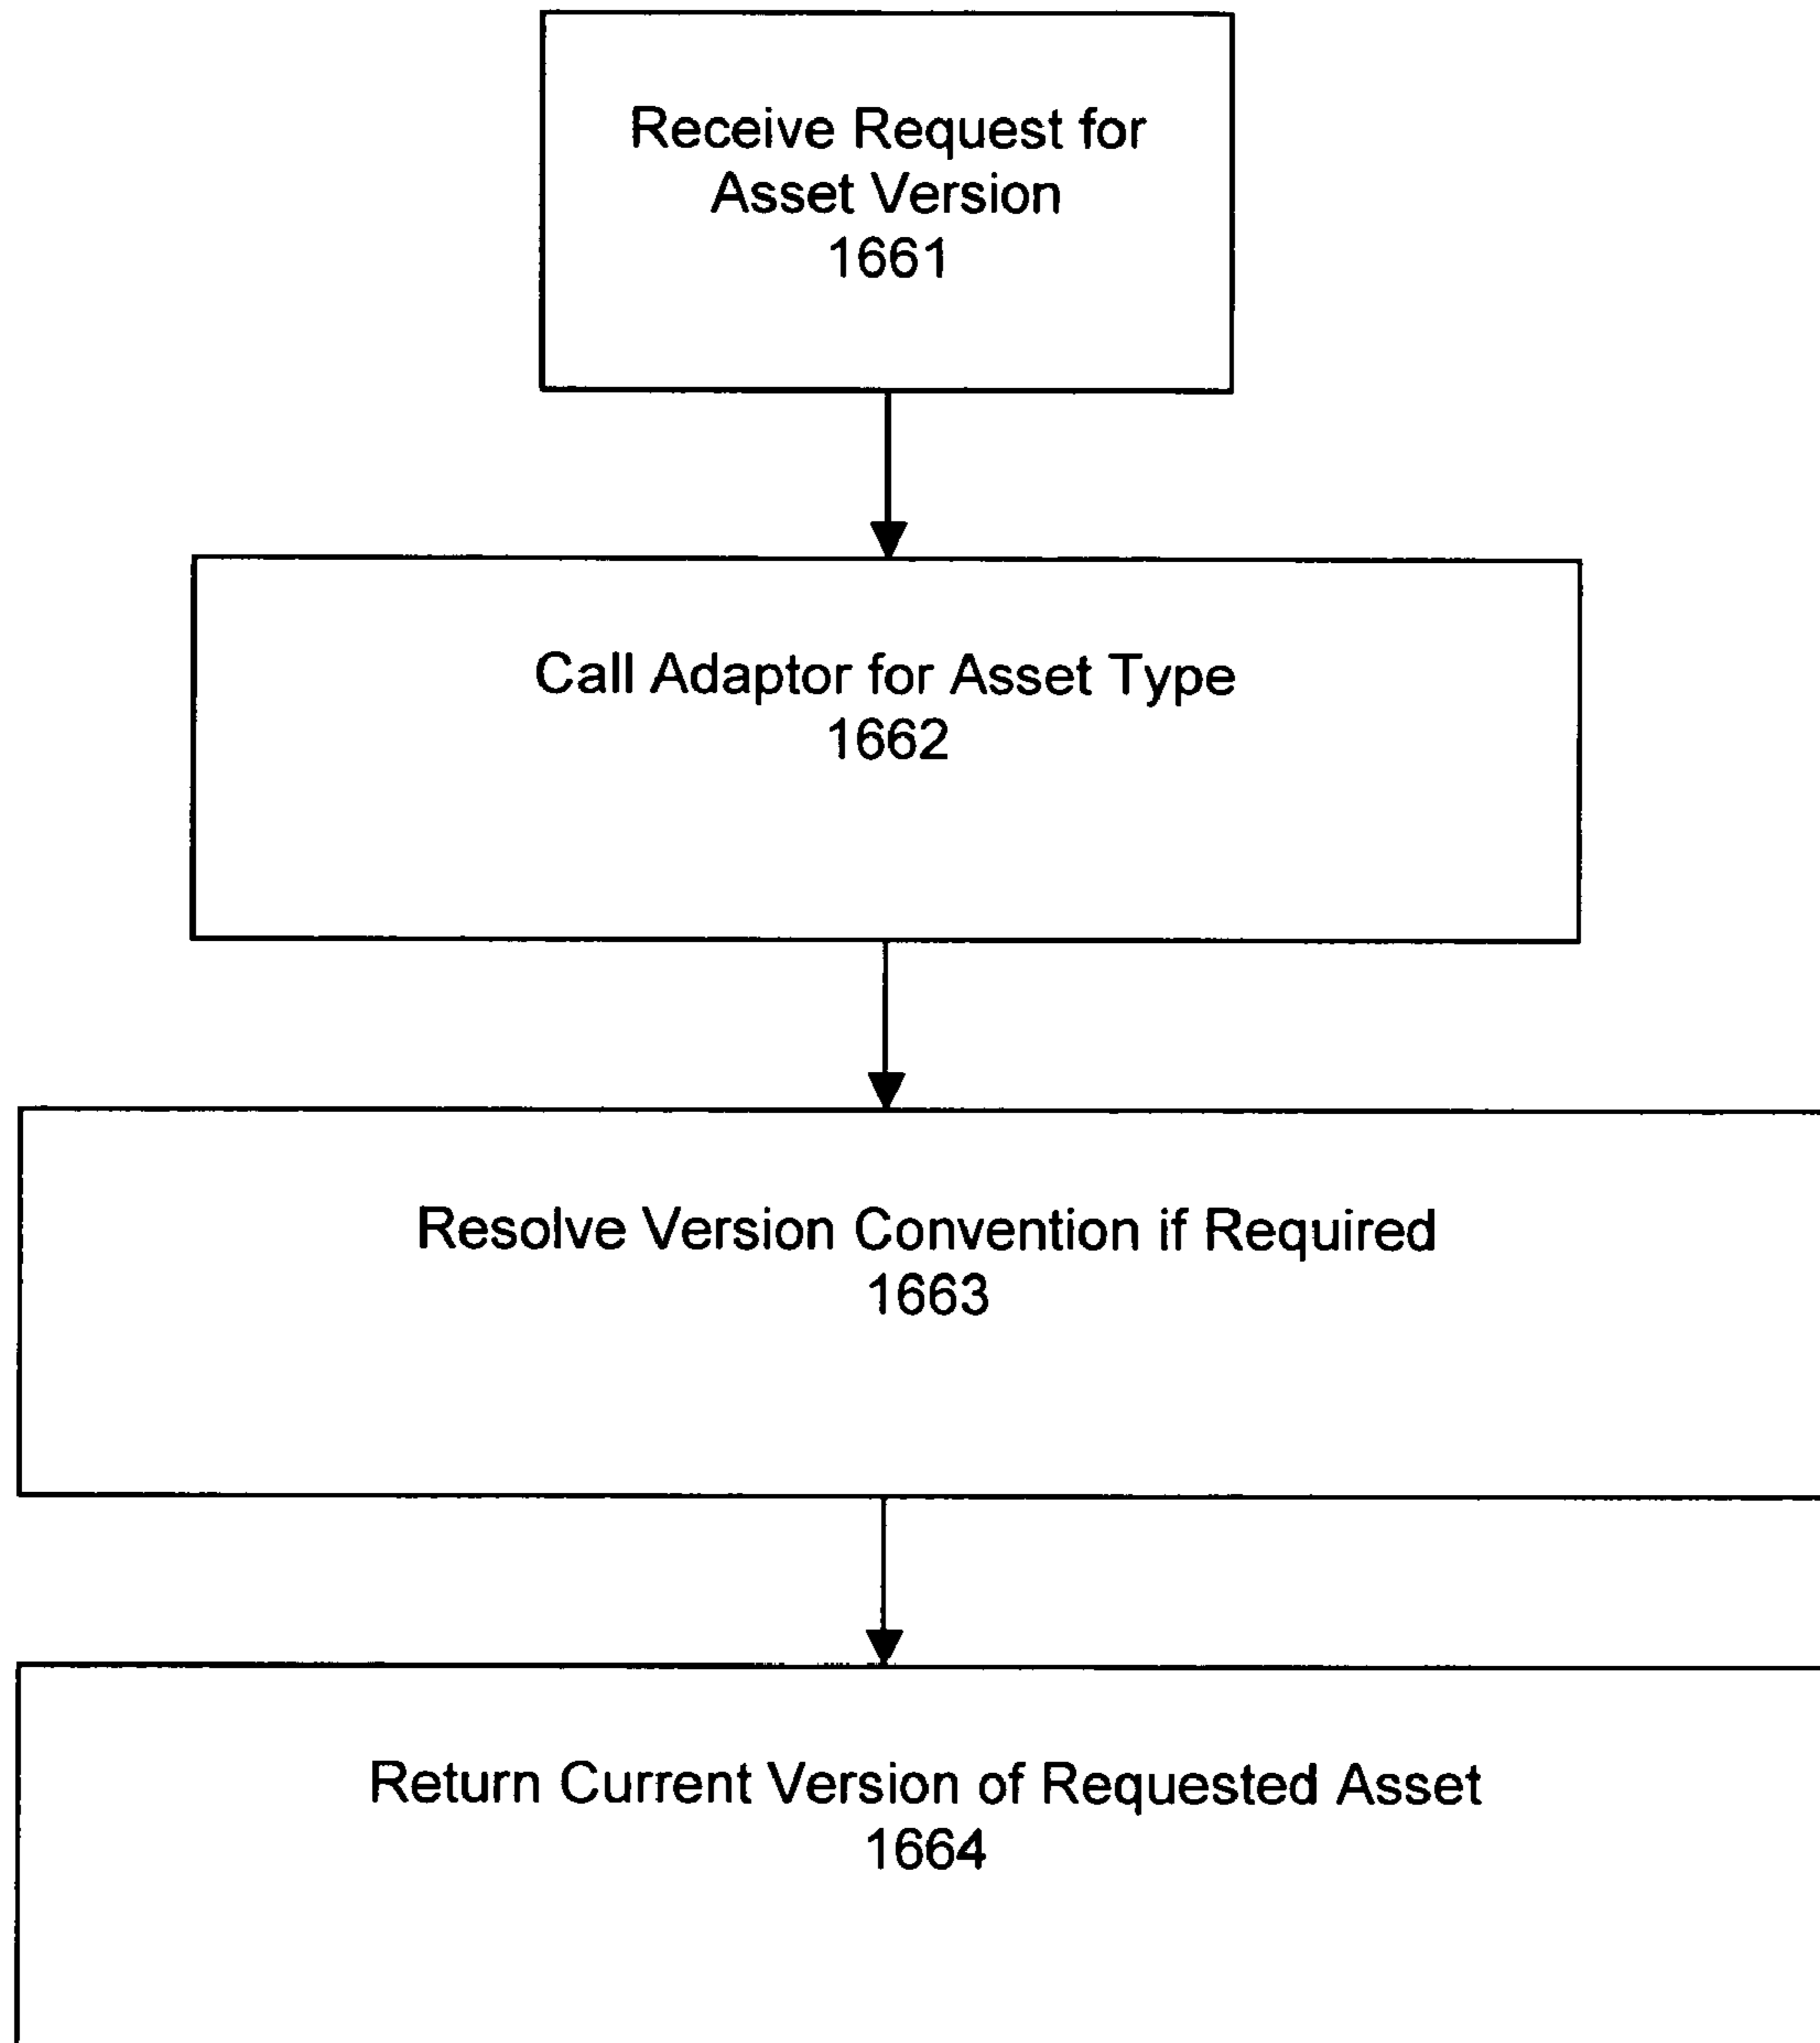 Receive Request for
Asset Version
1661
Call Adaptor for Asset Type
1662
Resolve Version Convention if Required
1663
Return Current Version of Requested Asset
1664